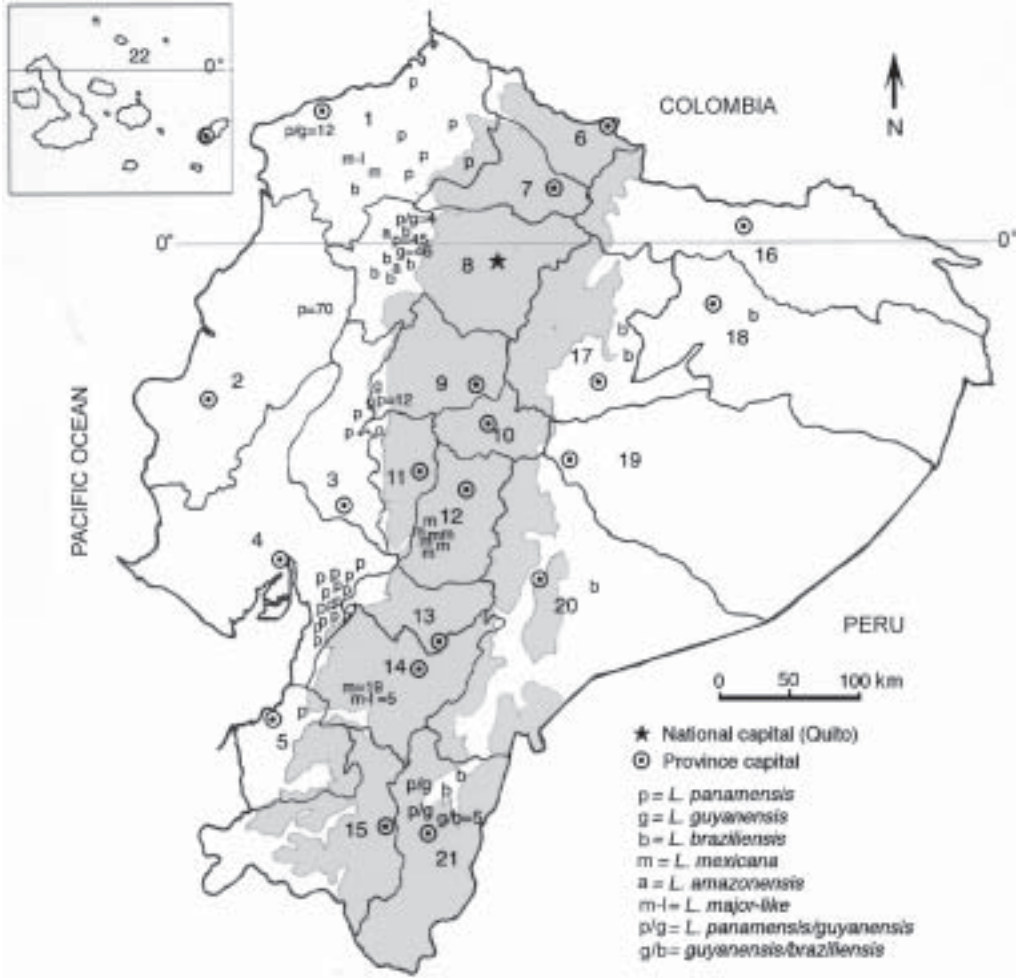 22
0°
COLOMBIA
N
p
1
p/g=12
p
p
m-l
m
p
p
p
b
6
7
p/g=4
a b
p=45
g=46
b
b
a
b
b
0°
0°
8
16
p=70
18
b
b
17
b
2
9
p=12
p
10
11
19
3
12
m
m
m
m
m
4
p
p
p
p
p
p
p
p
p
p
20
b
13
PERU
14
m=19
m-l =5
0 50 100 km
PACIFIC OCEAN
5
p
p/g
b
b
p/g
g/b=5
15
21
National capital (Quito)
Province capital
p = L. panamensis
g = L. guyanensis
b = L. braziliensis
m = L. mexicana
a = L. amazonensis
m-l = L. major-like
p/g = L. panamensis/guyanensis
g/b = guyanensis/braziliensis